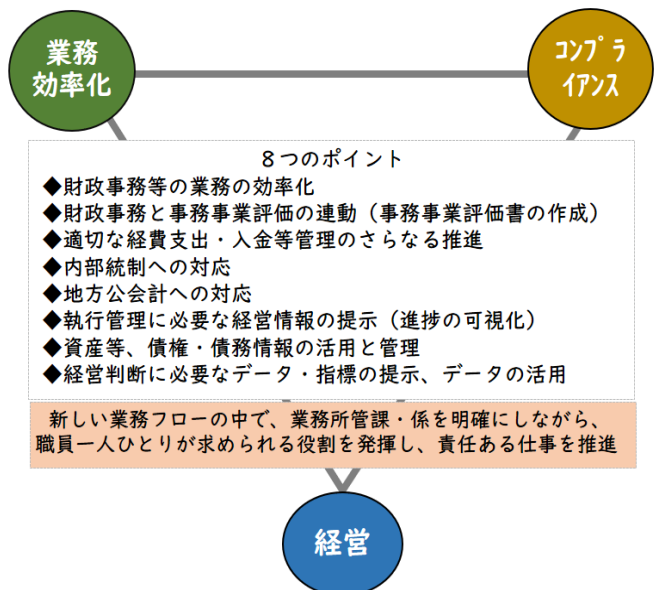 業務
効率化
コンプラ
イアンス
８つのポイント
◆財政事務等の業務の効率化
◆財政事務と事務事業評価の連動（事務事業評価書の作成）
◆適切な経費支出・入金等管理のさらなる推進
◆内部統制への対応
◆地方公会計への対応
◆執行管理に必要な経営情報の提示（進捗の可視化）
◆資産等、債権・債務情報の活用と管理
◆経営判断に必要なデータ・指標の提示、データの活用
新しい業務フローの中で、業務所管課・係を明確にしながら、
職員一人ひとりが求められる役割を発揮し、責任ある仕事を推進
経営